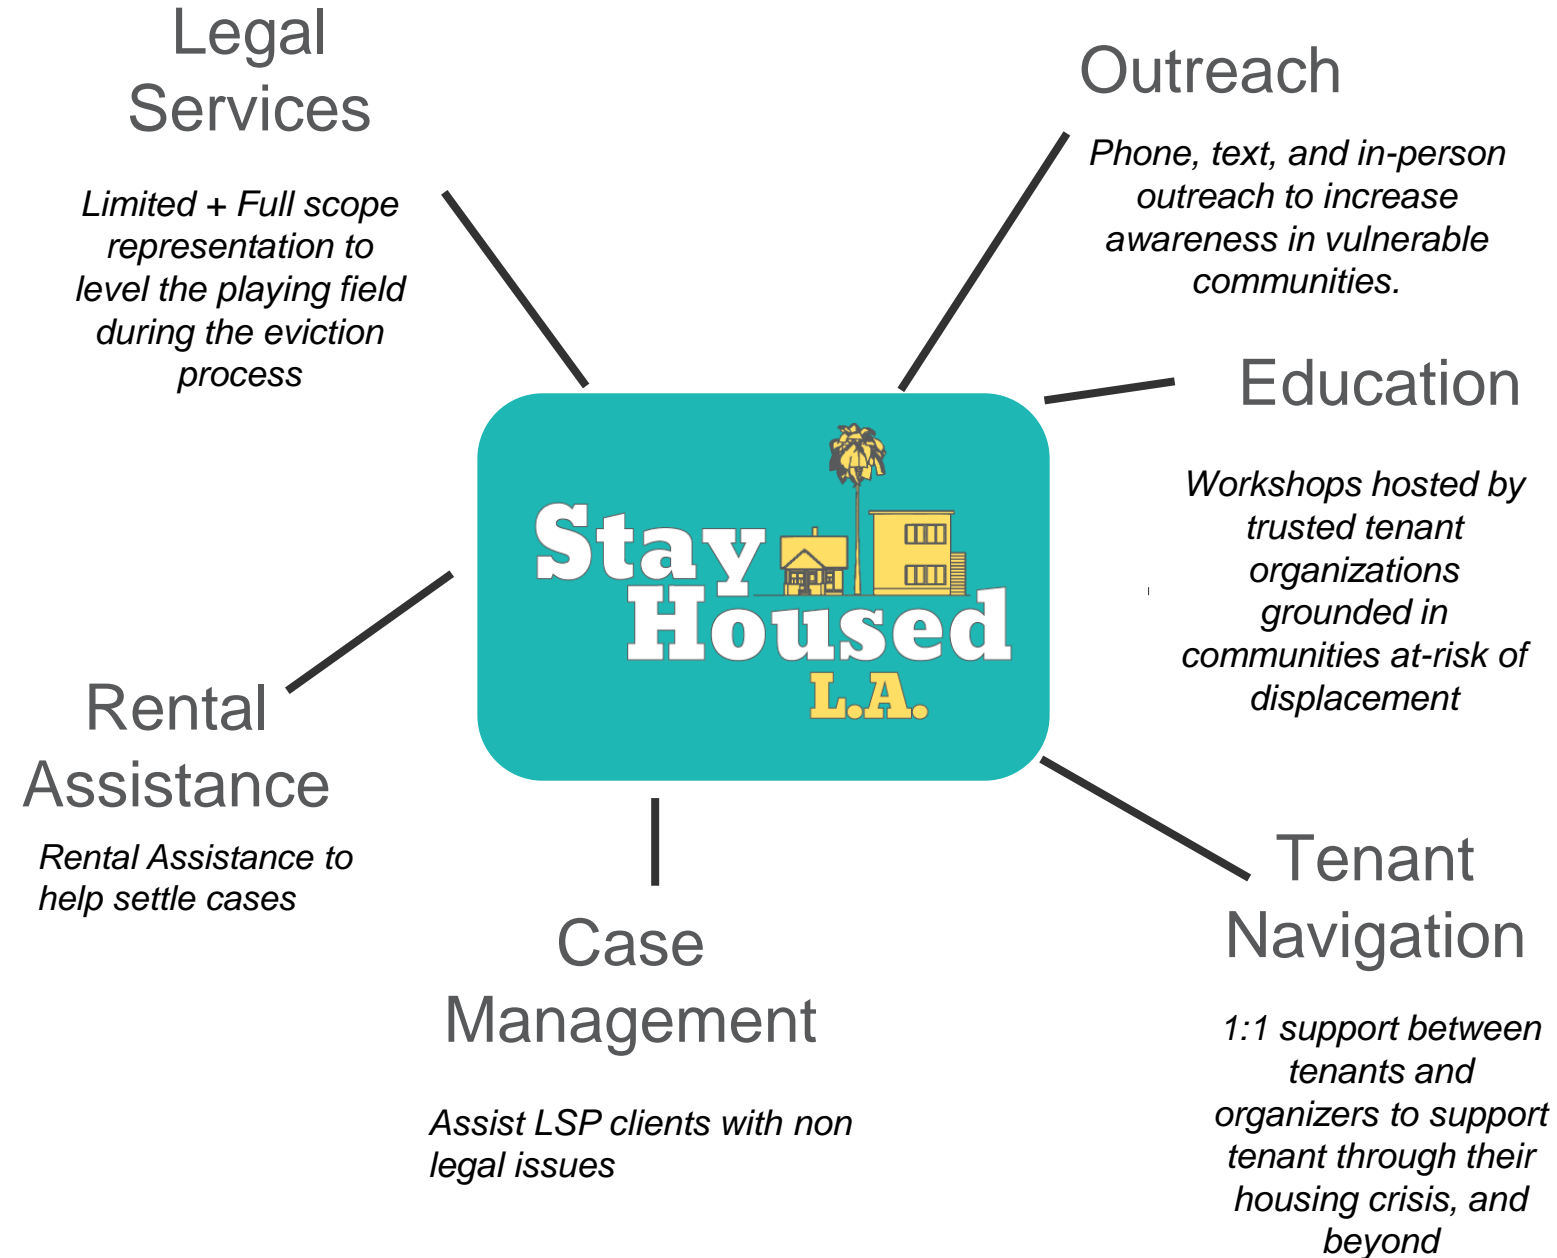 Legal
Services
Limited + Full scope
representation to
level the playing field
during the eviction
process
Outreach
Phone, text, and in-person
outreach to increase
awareness in vulnerable
communities.
Education
Workshops hosted by
trusted tenant
organizations
grounded in
communities at-risk of
displacement
Stay
Housed
L.A.
Rental
Assistance
Rental Assistance to
help settle cases
Case
Management
Assist LSP clients with non
legal issues
Tenant
Navigation
1:1 support between
tenants and
organizers to support
tenant through their
housing crisis, and
beyond